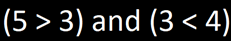 (5 > 3) and (3 < 4)